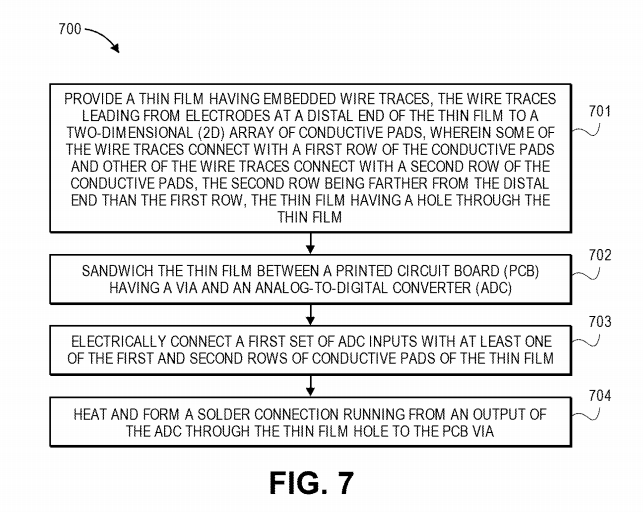 700
PROVIDE A THIN FILM HAVING EMBEDDED WIRE TRACES, THE WIRE TRACES
LEADING FROM ELECTRODES AT A DISTAL END OF THE THIN FILM TO A
TWO-DIMENSIONAL (2D) ARRAY OF CONDUCTIVE PADS, WHEREIN SOME OF
THE WIRE TRACES CONNECT WITH A FIRST ROW OF THE CONDUCTIVE PADS
AND OTHER OF THE WIRE TRACES CONNECT WITH A SECOND ROW OF THE
CONDUCTIVE PADS, THE SECOND ROW BEING FARTHER FROM THE DISTAL
END THAN THE FIRST ROW, THE THIN FILM HAVING A HOLE THROUGH THE
THIN FILM
701
SANDWICH THE THIN FILM BETWEEN A PRINTED CIRCUIT BOARD (PCB)
HAVING A VIA AND AN ANALOG-TO-DIGITAL CONVERTER (ADC)
702
ELECTRICALLY CONNECT A FIRST SET OF ADC INPUTS WITH AT LEAST ONE
OF THE FIRST AND SECOND ROWS OF CONDUCTIVE PADS OF THE THIN FILM
703
HEAT AND FORM A SOLDER CONNECTION RUNNING FROM AN OUTPUT OF
THE ADC THROUGH THE THIN FILM HOLE TO THE PCB VIA
704
FIG. 7